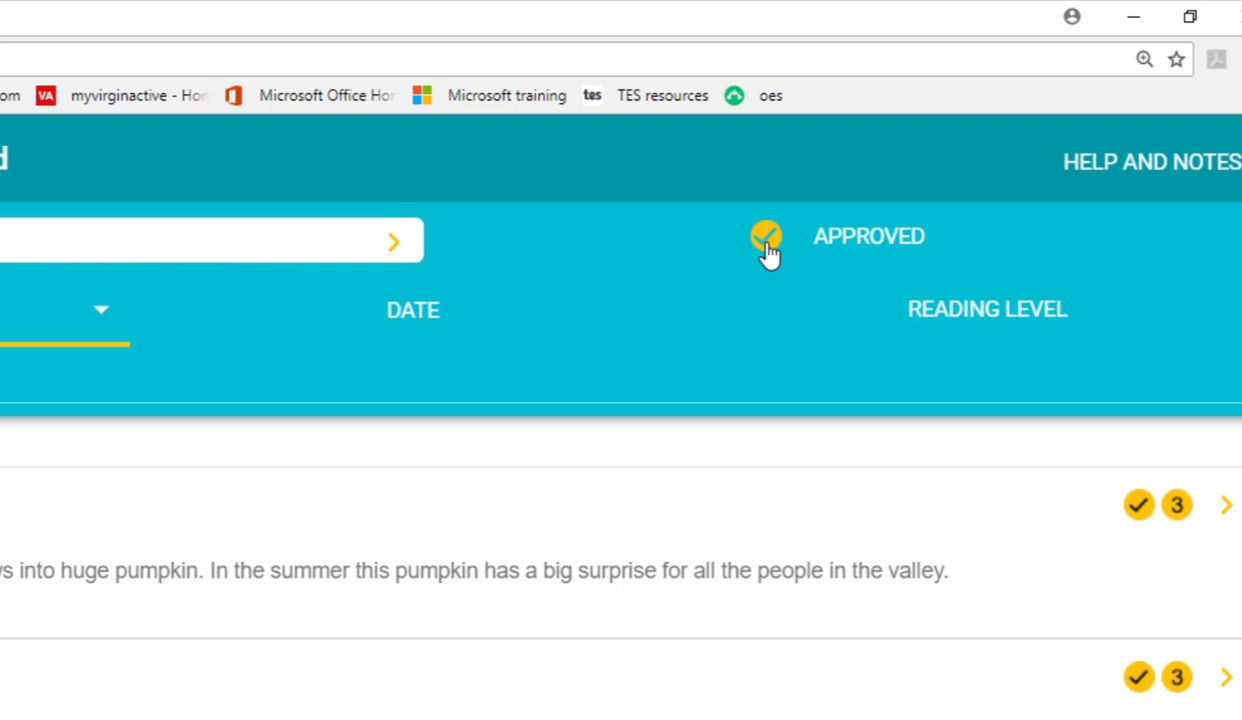 om VA myvirginactive - Hor Microsoft Office Hor Microsoft training tes TES resources oes
d
HELP AND NOTES
APPROVED
DATE
READING LEVEL
3
s into huge pumpkin. In the summer this pumpkin has a big surprise for all the people in the valley.
3